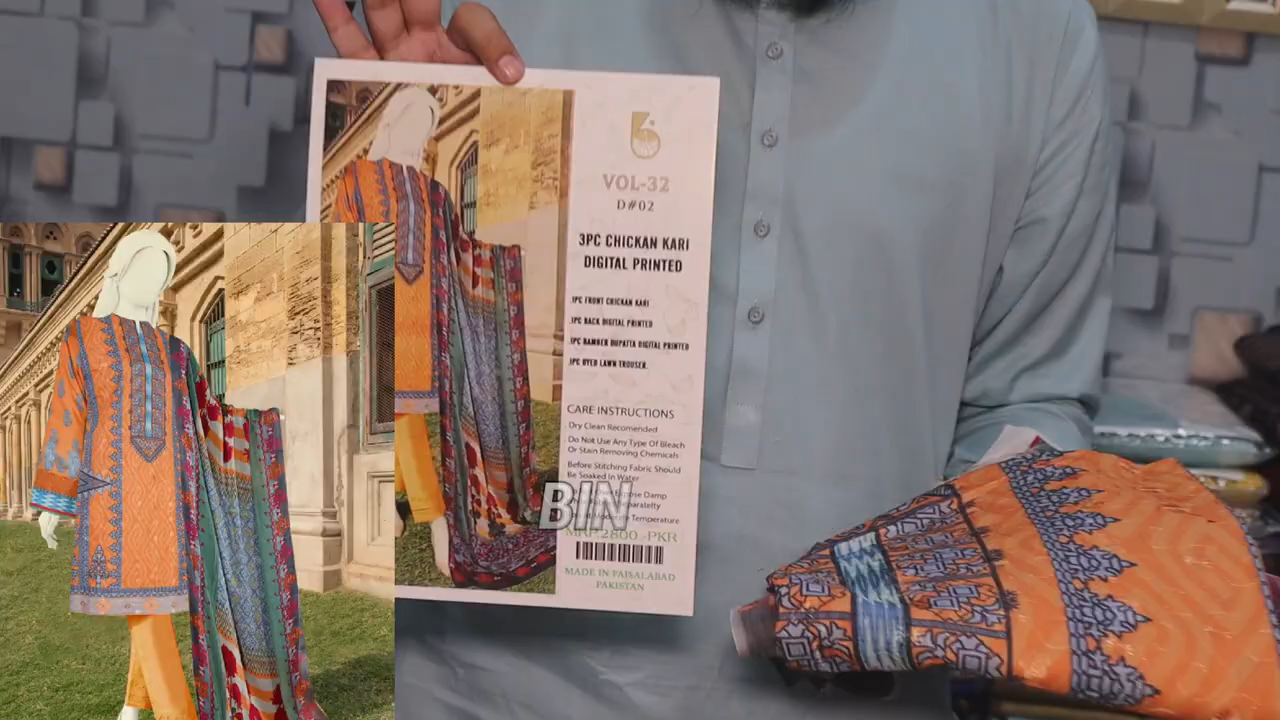 VOL-32
D#02
3PC CHICKAN KARI
DIGITAL PRINTED
.1PC FRONT CHICKAN KARI
.1PC BACK DIGITAL PRINTED
.1PC BAMBER DUPATTA DIGITAL PRINTED
.1PC DYED LAWN TROUSER.
CARE INSTRUCTIONS
Dry Clean Recomended
Do Not Use Any Type Of Bleach
Or Stain Removing Chemicals
Before Stitching Fabric Should
Be Soaked In Water
Expose Damp
BIN
Temperature
MRP.2800 -PKR
MADE IN FAISALABAD
PAKISTAN